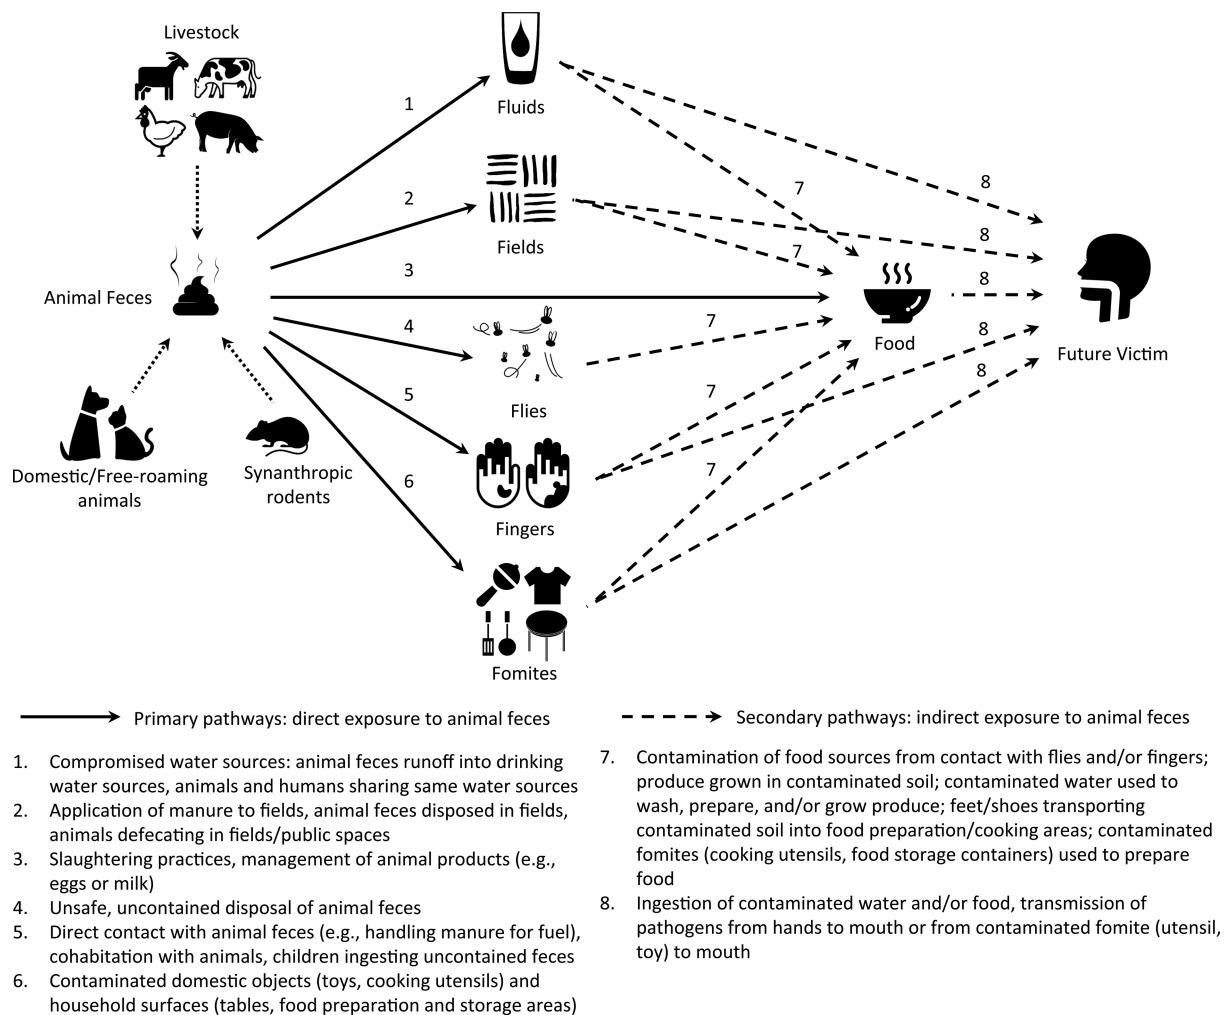 Livestock
1
Fluids
7
8
2
Fields
8
7
3
8
Animal Feces
4
7
8
Food
Future Victim
8
5
7
Flies
Domestic/Free-roaming
animals
Synanthropic
rodents
6
7
Fingers
Fomites
Primary pathways: direct exposure to animal feces
1. Compromised water sources: animal feces runoff into drinking
water sources, animals and humans sharing same water sources
2. Application of manure to fields, animal feces disposed in fields,
animals defecating in fields/public spaces
3. Slaughtering practices, management of animal products (e.g.,
eggs or milk)
4. Unsafe, uncontained disposal of animal feces
5. Direct contact with animal feces (e.g., handling manure for fuel),
cohabitation with animals, children ingesting uncontained feces
6. Contaminated domestic objects (toys, cooking utensils) and
household surfaces (tables, food preparation and storage areas)
Secondary pathways: indirect exposure to animal feces
7. Contamination of food sources from contact with flies and/or fingers;
produce grown in contaminated soil; contaminated water used to
wash, prepare, and/or grow produce; feet/shoes transporting
contaminated soil into food preparation/cooking areas; contaminated
fomites (cooking utensils, food storage containers) used to prepare
food
8. Ingestion of contaminated water and/or food, transmission of
pathogens from hands to mouth or from contaminated fomite (utensil,
toy) to mouth